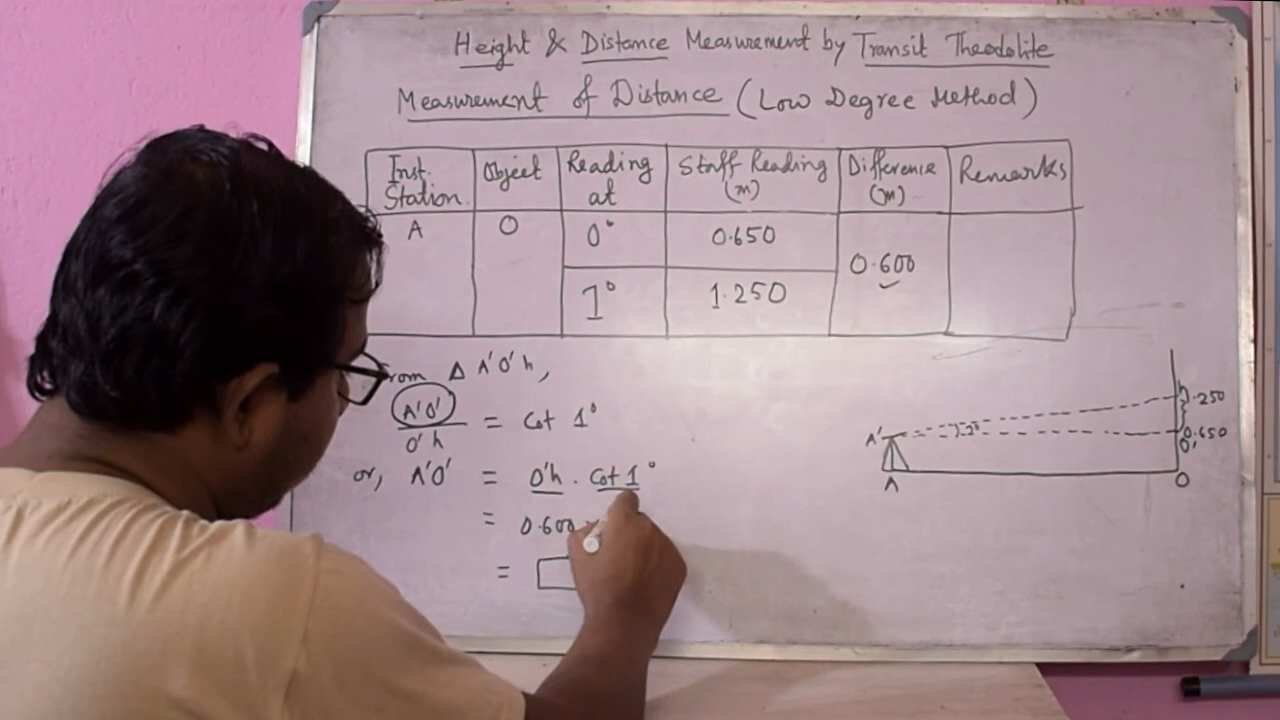 Height & Distance Measurement by Transit Theodolite
Measurement of Distance (Low Degree Method)
Inst. Station
Object
Reading at
Staff Reading (m)
Difference (m)
Remarks
A
O
0°
0.650
0.600
1°
1.250
rom Δ A'O'h,
A'O'
O'h
= Cot 1°
or, A'O' = O'h . Cot 1°
= 0.600
=
h
.250
A'
1°
0.650
O'
A
O